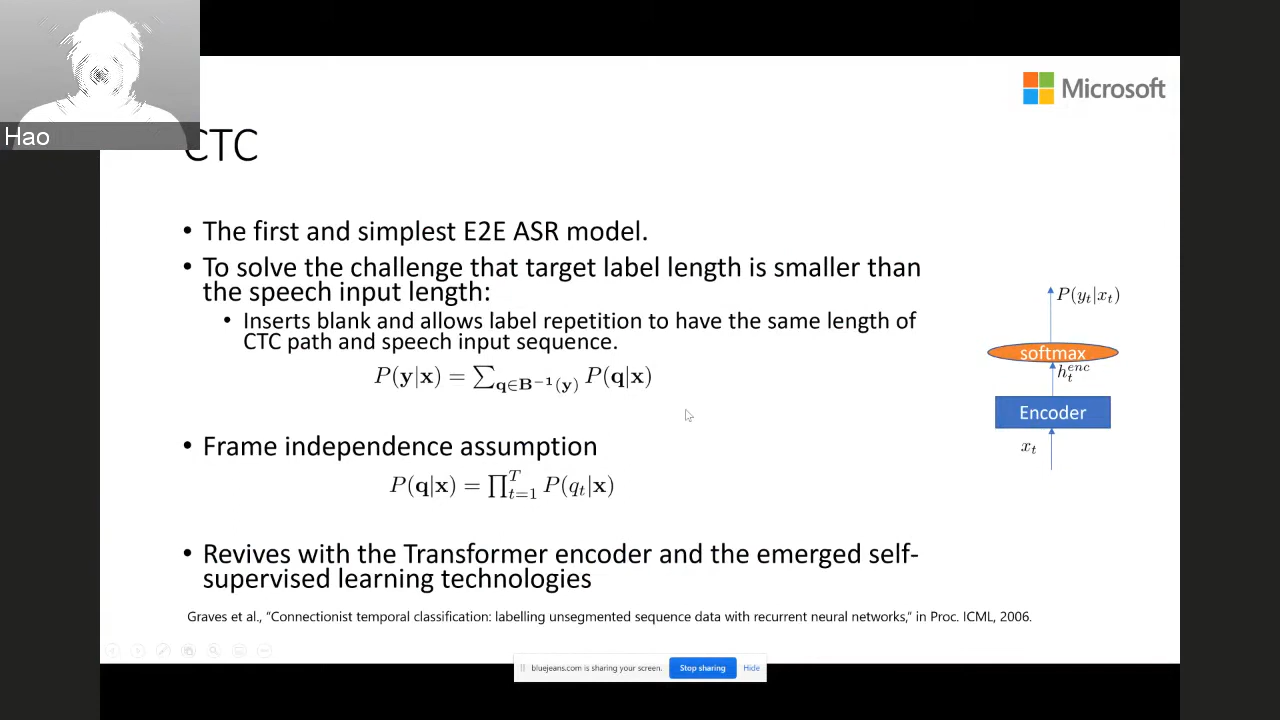 Hao
Microsoft
CTC
• The first and simplest E2E ASR model.
• To solve the challenge that target label length is smaller than
the speech input length:
• Inserts blank and allows label repetition to have the same length of
CTC path and speech input sequence.
P(y|x) = ∑_{q∈B^{-1}(y)} P(q|x)
• Frame independence assumption
P(q|x) = ∏_{t=1}^{T} P(q_t|x)
• Revives with the Transformer encoder and the emerged self-
supervised learning technologies
P(y_t|x_t)
softmax
h_t^{enc}
Encoder
x_t
Graves et al., “Connectionist temporal classification: labelling unsegmented sequence data with recurrent neural networks,” in Proc. ICML, 2006.
bluejeans.com is sharing your screen. Stop sharing Hide